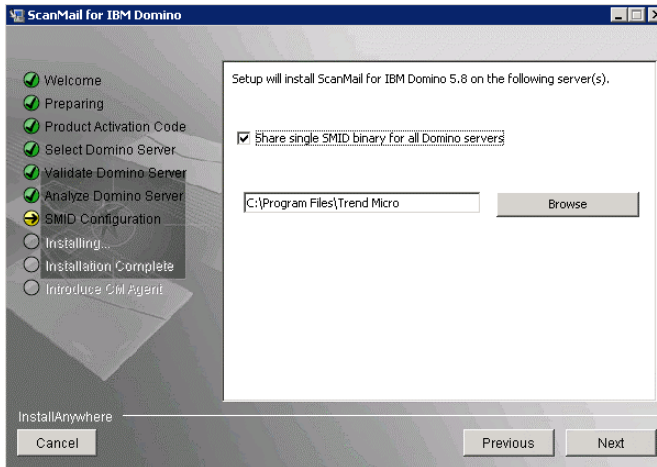 ScanMail for IBM Domino
Welcome
Preparing
Product Activation Code
Select Domino Server
Validate Domino Server
Analyze Domino Server
SMID Configuration
Installing...
Installation Complete
Introduce CM Agent
Setup will install ScanMail for IBM Domino 5.8 on the following server(s).
Share single SMID binary for all Domino servers
C:\Program Files\Trend Micro
Browse
InstallAnywhere
Cancel
Previous
Next